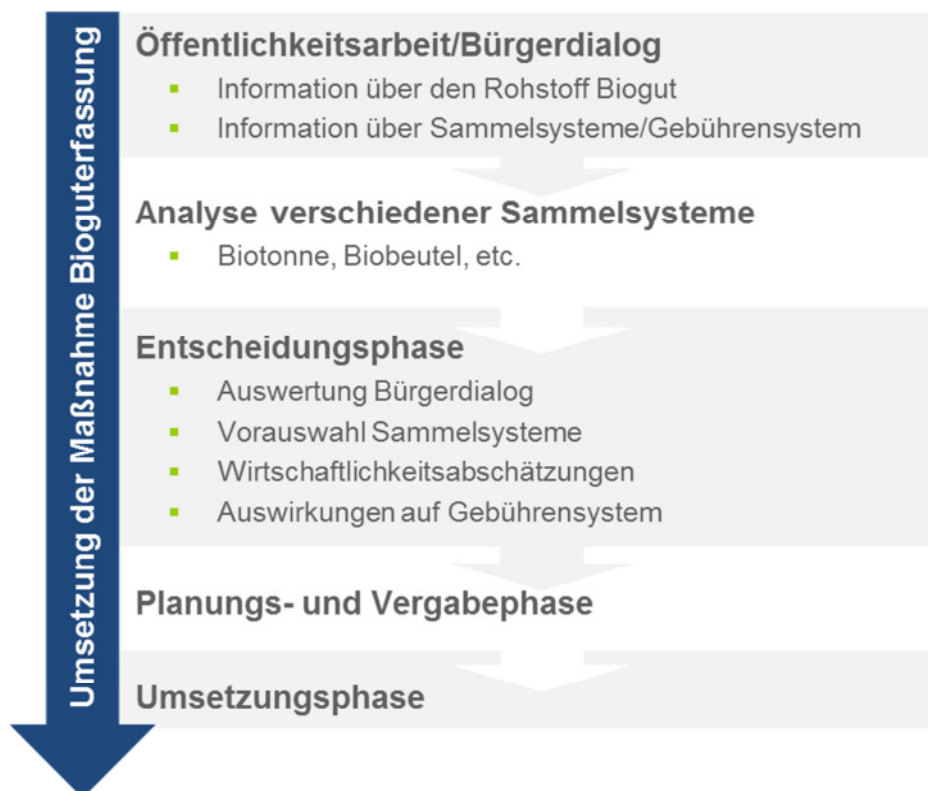 Umsetzung der Maßnahme Bioguterfassung
Öffentlichkeitsarbeit/Bürgerdialog
Information über den Rohstoff Biogut
Information über Sammelsysteme/Gebührensystem
Analyse verschiedener Sammelsysteme
Biotonne, Biobeutel, etc.
Entscheidungsphase
Auswertung Bürgerdialog
Vorauswahl Sammelsysteme
Wirtschaftlichkeitsabschätzungen
Auswirkungen auf Gebührensystem
Planungs- und Vergabephase
Umsetzungsphase